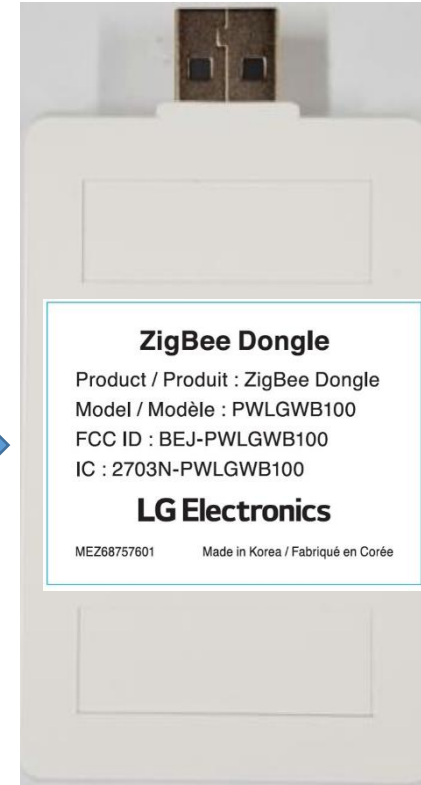 ZigBee Dongle
Product / Produit : ZigBee Dongle
Model / Modèle : PWLGWB100
FCC ID : BEJ-PWLGWB100
IC : 2703N-PWLGWB100
LG Electronics
MEZ68757601 Made in Korea / Fabriqué en Corée